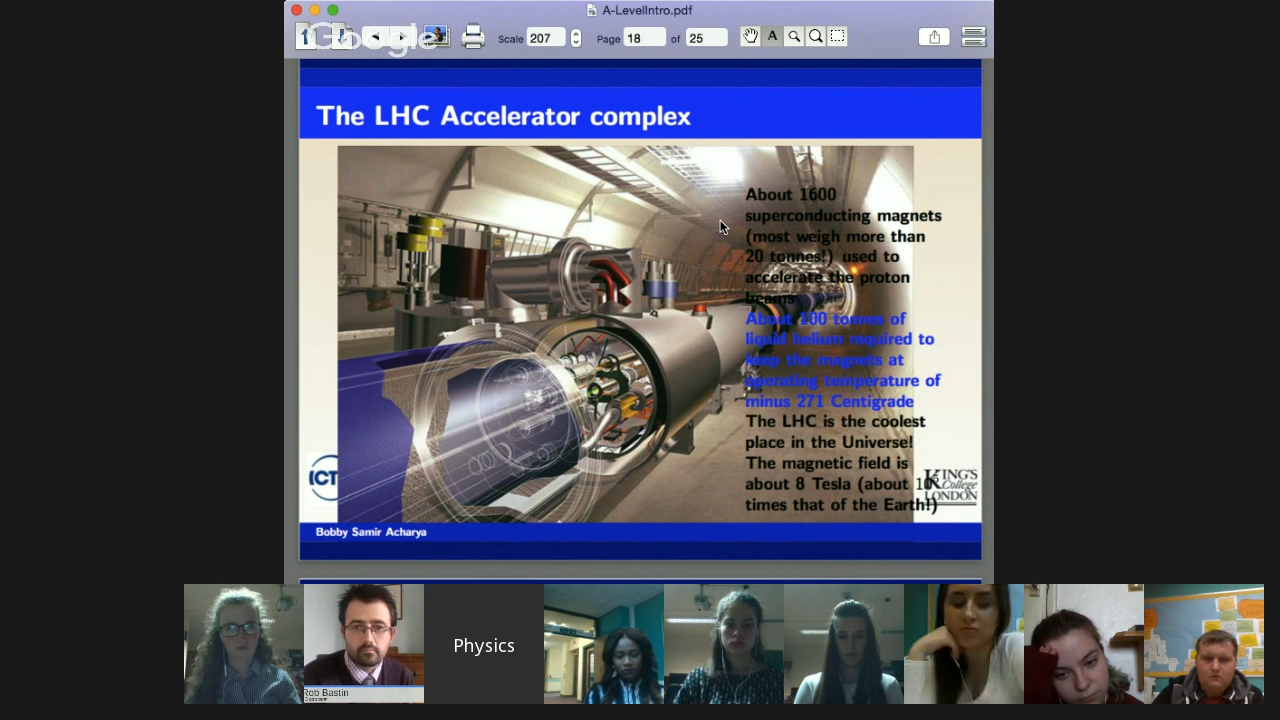 A-LevelIntro.pdf
Google
Scale 207 Page 18 of 25
The LHC Accelerator complex
About 1600
superconducting magnets
(most weigh more than
20 tonnes!) used to
accelerate the proton
beams
About 100 tonnes of
liquid helium required to
keep the magnets at
operating temperature of
minus 271 Centigrade
The LHC is the coolest
place in the Universe!
The magnetic field is
about 8 Tesla (about 10⁵
times that of the Earth!)
ICT
KING'S
College
LONDON
Bobby Samir Acharya
Physics
Rob Bastin